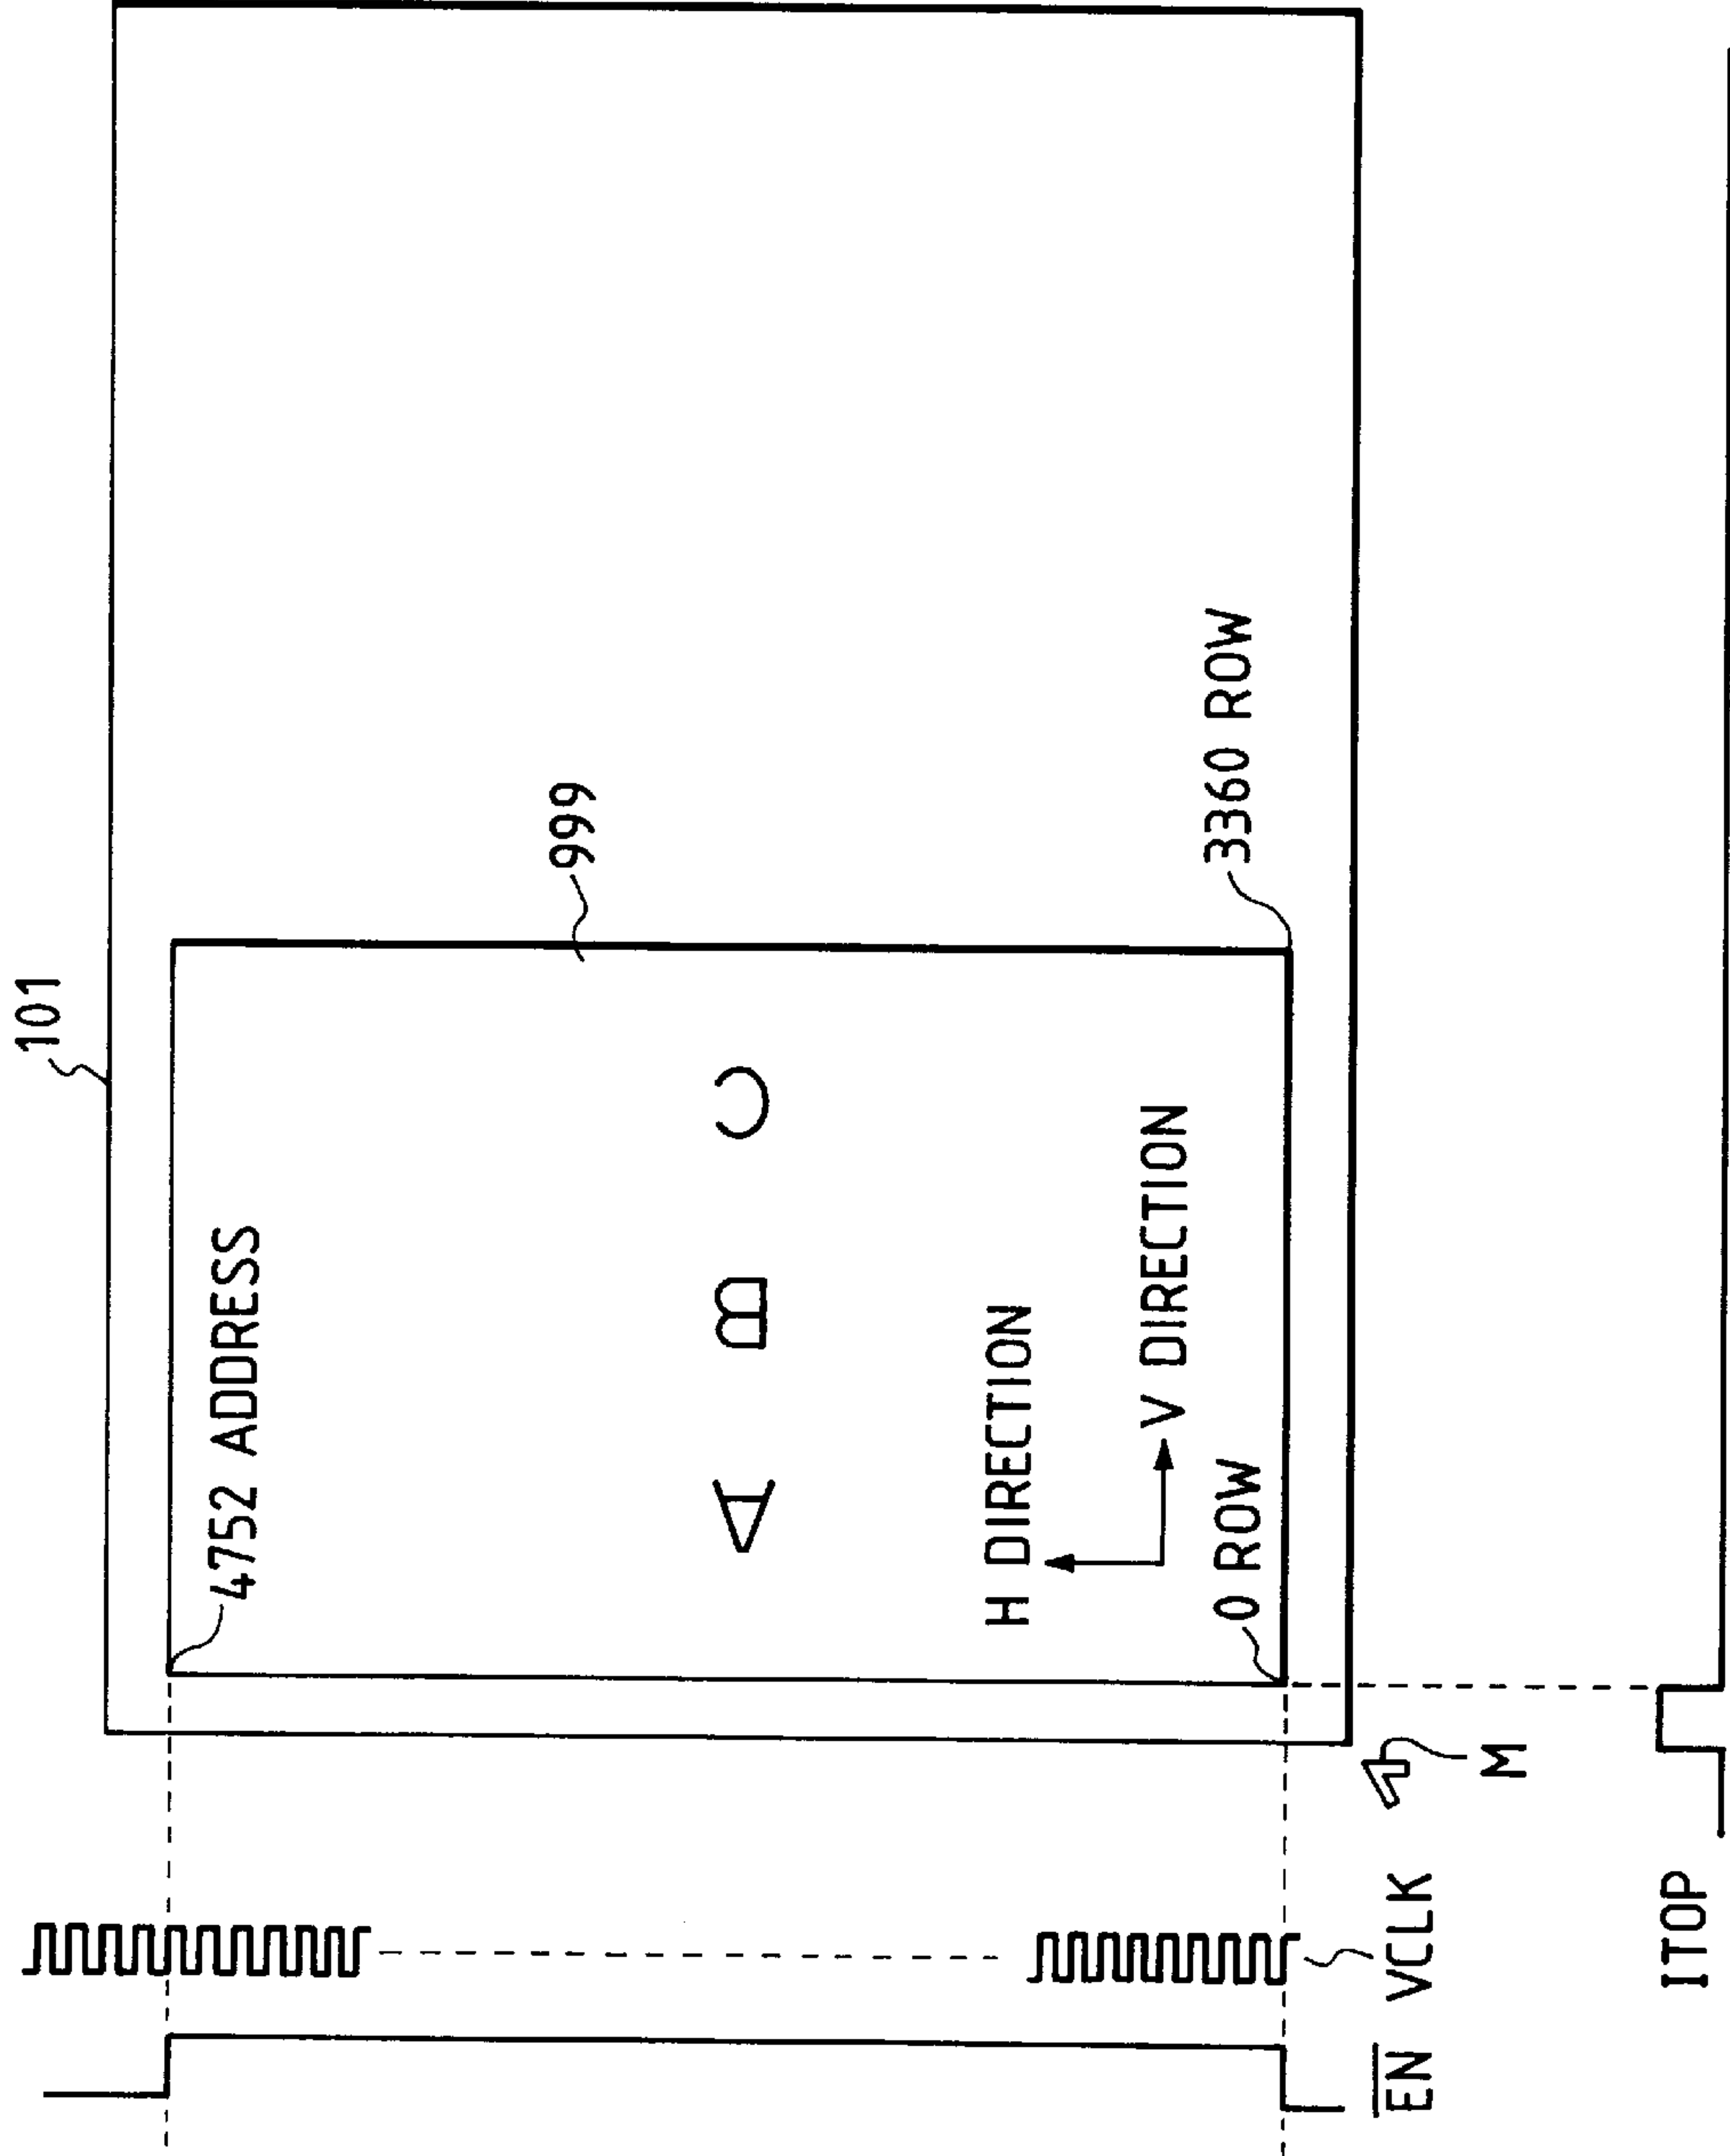 101
999
4752 ADDRESS
A B C
H DIRECTION
V DIRECTION
0 ROW
3360 ROW
M
EN VCLK
ITOP